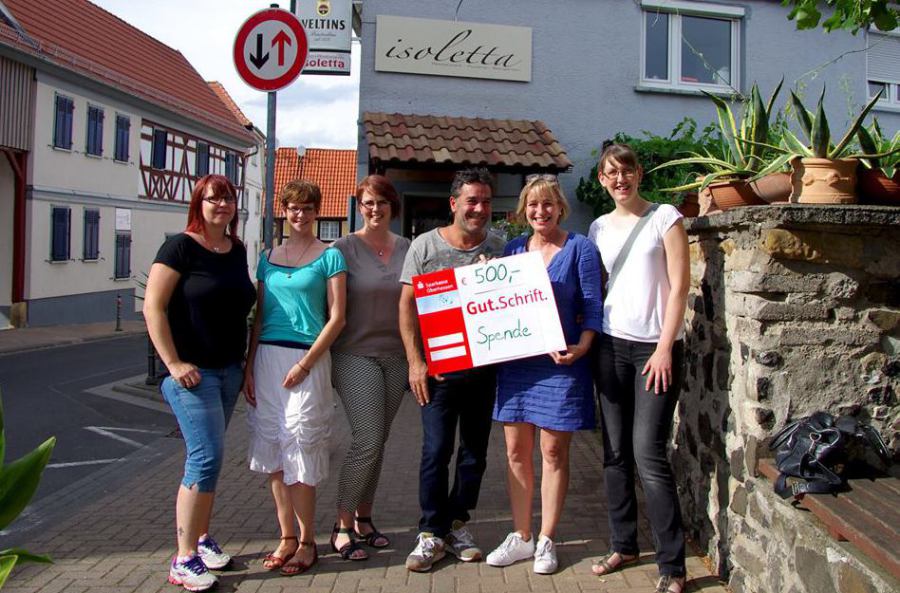 VELTINS
isoletta
isoletta
Sparkasse
Oberhessen
€ 500,-
Gut.Schrift.
Spende